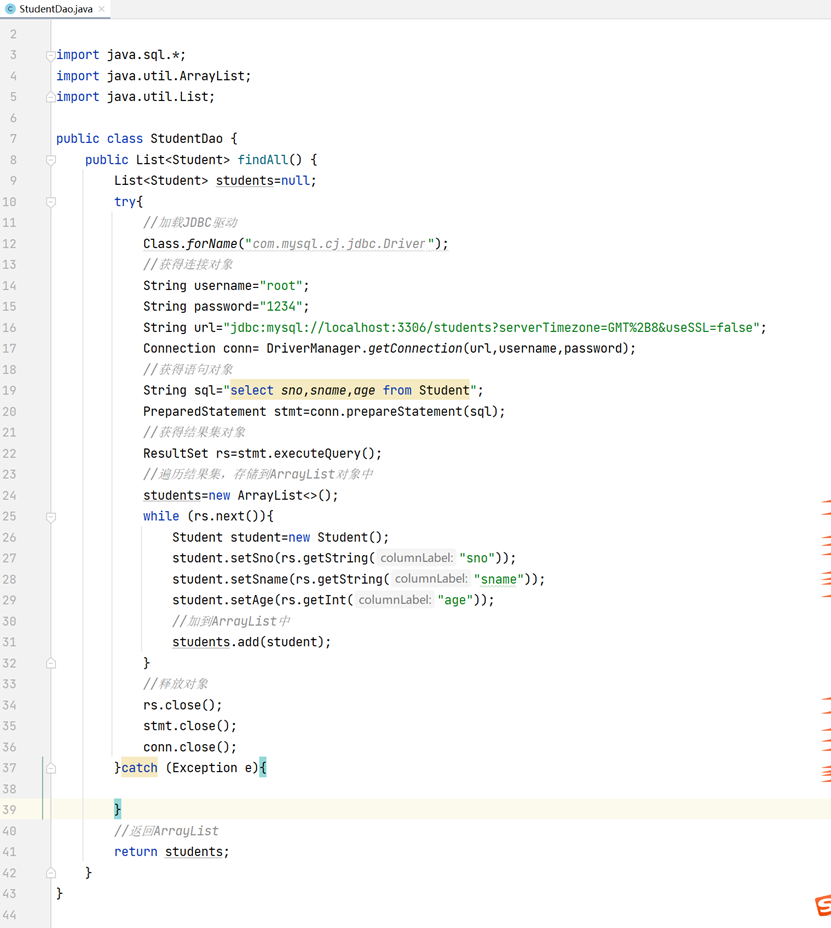 StudentDao.java
2
3 import java.sql.*;
4 import java.util.ArrayList;
5 import java.util.List;
6
7 public class StudentDao {
8 public List<Student> findAll() {
9 List<Student> students=null;
10 try{
11 //加载JDBC驱动
12 Class.forName("com.mysql.cj.jdbc.Driver");
13 //获得连接对象
14 String username="root";
15 String password="1234";
16 String url="jdbc:mysql://localhost:3306/students?serverTimezone=GMT%2B8&useSSL=false";
17 Connection conn= DriverManager.getConnection(url,username,password);
18 //获得语句对象
19 String sql="select sno,sname,age from Student";
20 PreparedStatement stmt=conn.prepareStatement(sql);
21 //获得结果集对象
22 ResultSet rs=stmt.executeQuery();
23 //遍历结果集，存储到ArrayList对象中
24 students=new ArrayList<>();
25 while (rs.next()){
26 Student student=new Student();
27 student.setSno(rs.getString( columnLabel: "sno"));
28 student.setSname(rs.getString( columnLabel: "sname"));
29 student.setAge(rs.getInt( columnLabel: "age"));
30 //加到ArrayList中
31 students.add(student);
32 }
33 //释放对象
34 rs.close();
35 stmt.close();
36 conn.close();
37 }catch (Exception e){
38
39 }
40 //返回ArrayList
41 return students;
42 }
43 }
44